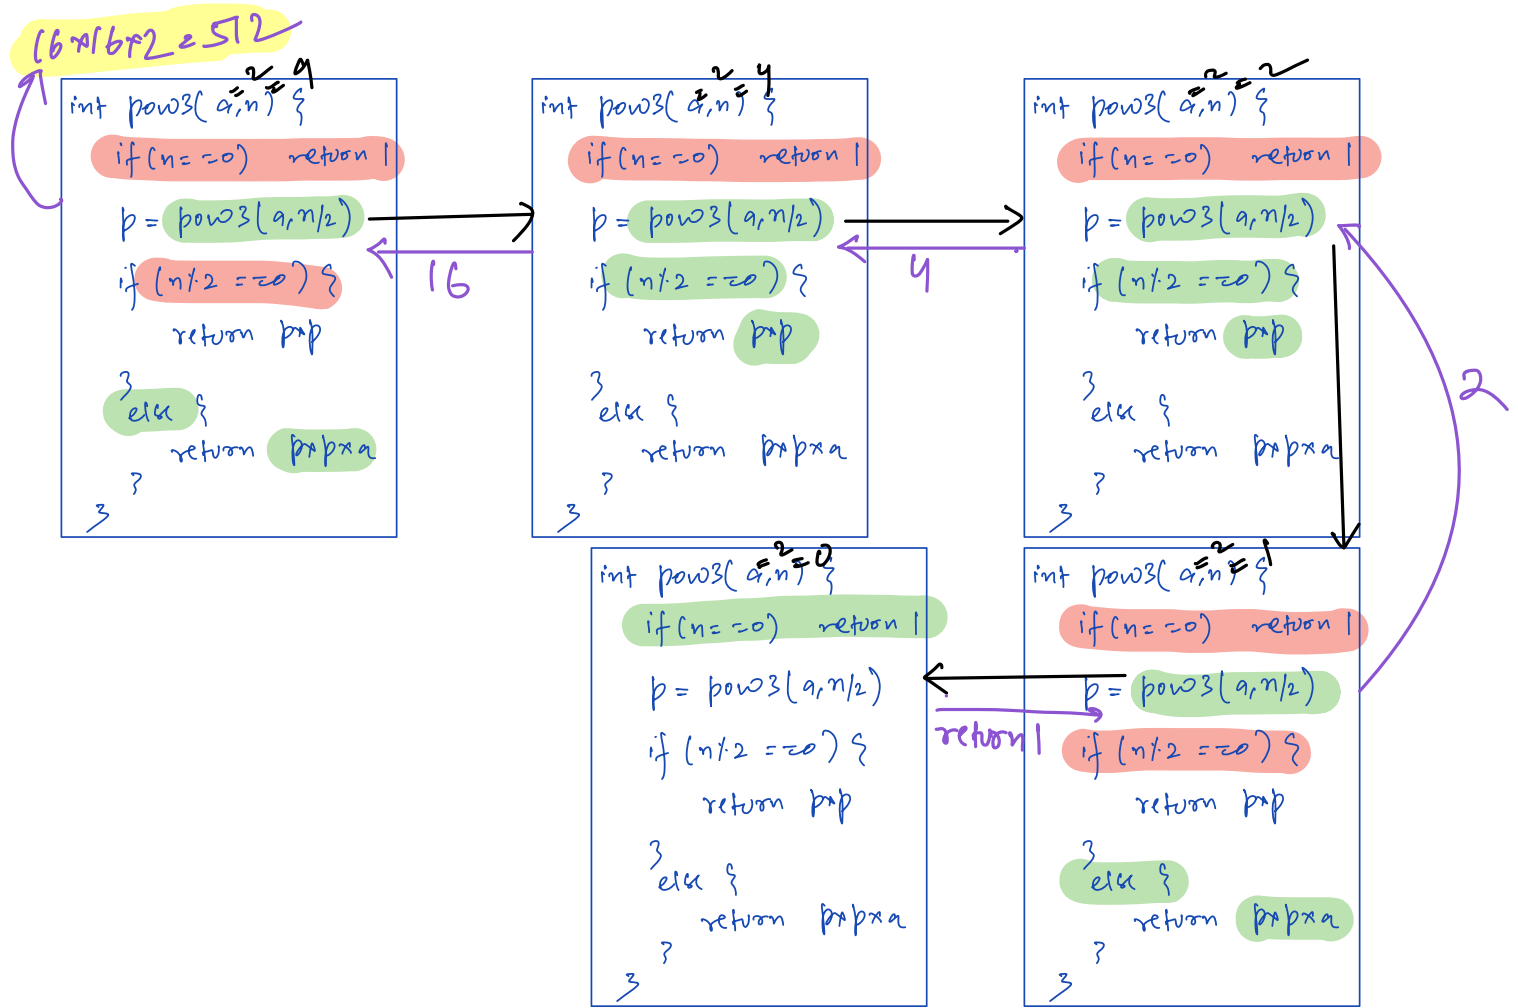 16*16*2 = 512
=2 =9
int pow3(a,n) {
if(n==0) return 1
p = pow3(a,n/2)
if (n%2 ==0) {
return p*p
}
else {
return p*p*a
}
}
16
=2 =4
int pow3(a,n) {
if(n==0) return 1
p = pow3(a,n/2)
if (n%2 ==0) {
return p*p
}
else {
return p*p*a
}
}
4
=2 =2
int pow3(a,n) {
if(n==0) return 1
p = pow3(a,n/2)
if (n%2 ==0) {
return p*p
}
else {
return p*p*a
}
}
2
=2 =0
int pow3(a,n) {
if(n==0) return 1
p = pow3(a,n/2)
if (n%2 ==0) {
return p*p
}
else {
return p*p*a
}
}
return 1
=2 =1
int pow3(a,n) {
if(n==0) return 1
p = pow3(a,n/2)
if (n%2 ==0) {
return p*p
}
else {
return p*p*a
}
}